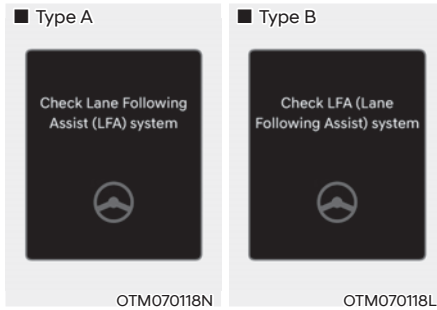 ■ Type A
Check Lane Following
Assist (LFA) system
OTM070118N
■ Type B
Check LFA (Lane
Following Assist) system
OTM070118L